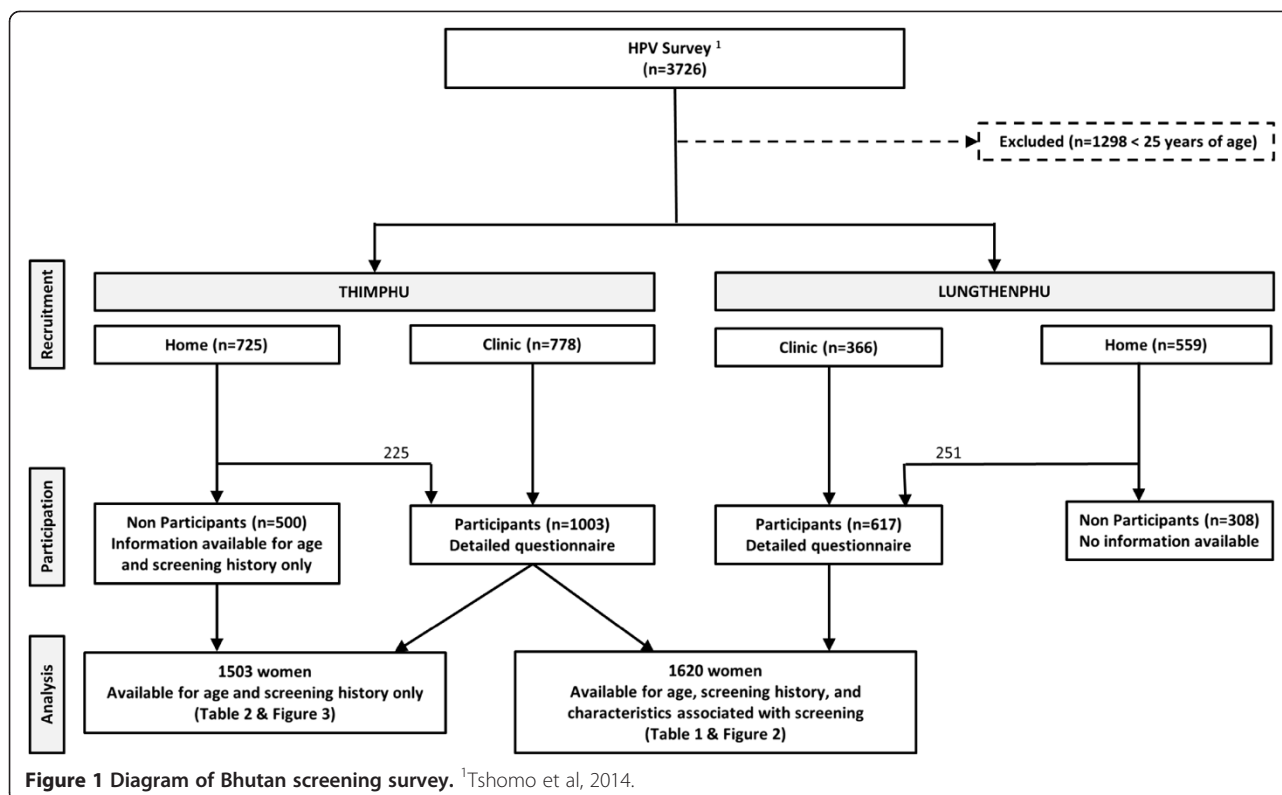 HPV Survey ¹
(n=3726)
Excluded (n=1298 < 25 years of age)
Recruitment
THIMPHU
LUNGTHENPHU
Home (n=725)
Clinic (n=778)
Clinic (n=366)
Home (n=559)
225
251
Participation
Non Participants (n=500)
Information available for age
and screening history only
Participants (n=1003)
Detailed questionnaire
Participants (n=617)
Detailed questionnaire
Non Participants (n=308)
No information available
Analysis
1503 women
Available for age and screening history only
(Table 2 & Figure 3)
1620 women
Available for age, screening history, and
characteristics associated with screening
(Table 1 & Figure 2)
Figure 1 Diagram of Bhutan screening survey. ¹Tshomo et al, 2014.